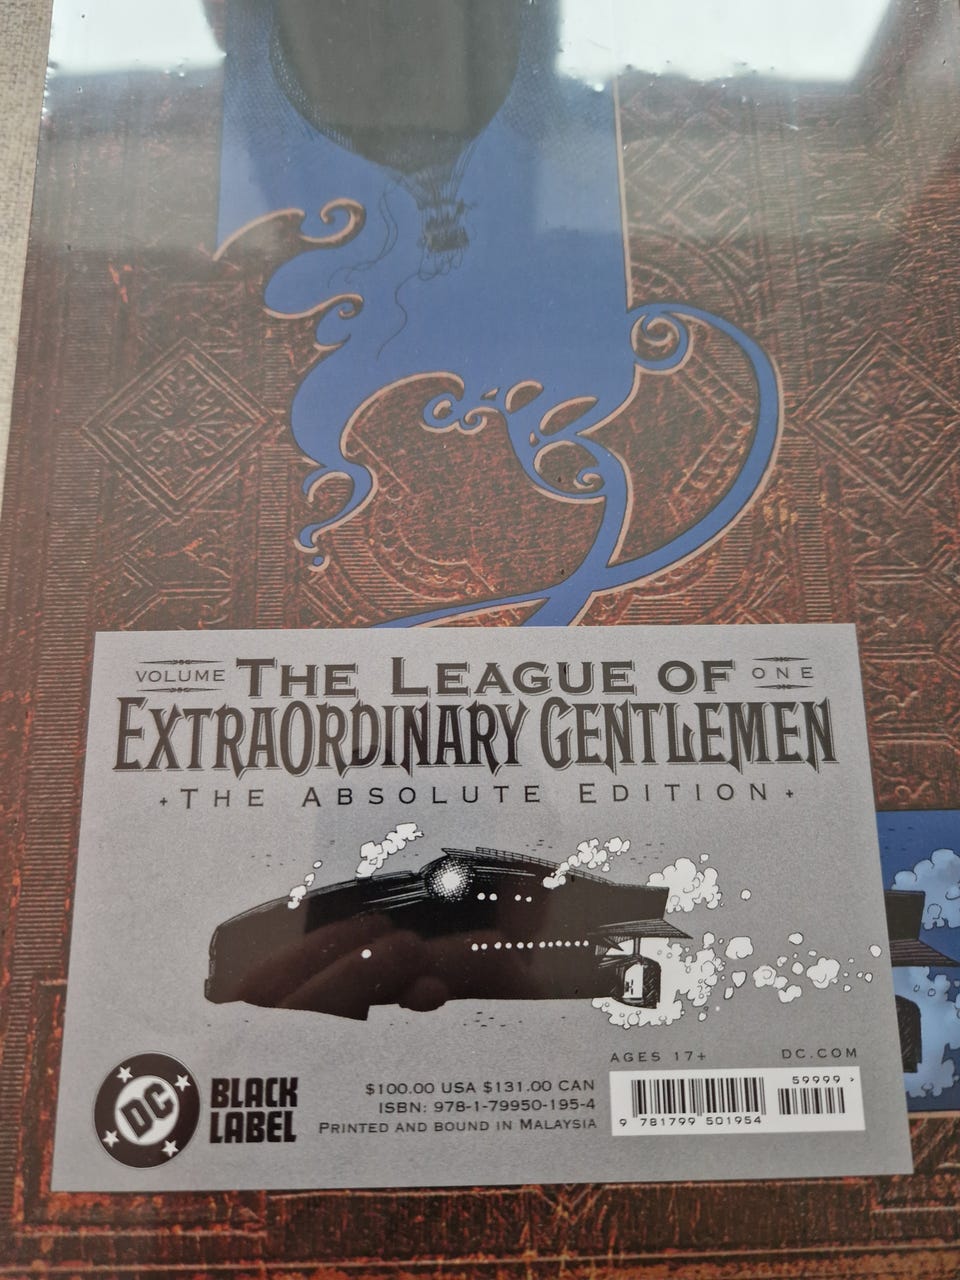 VOLUME THE LEAGUE OF ONE
EXTRAORDINARY GENTLEMEN
THE ABSOLUTE EDITION
AGES 17+ DC.COM
DC BLACK LABEL
$100.00 USA $131.00 CAN
ISBN: 978-1-79950-195-4
PRINTED AND BOUND IN MALAYSIA
59999 >
9 781799 501954